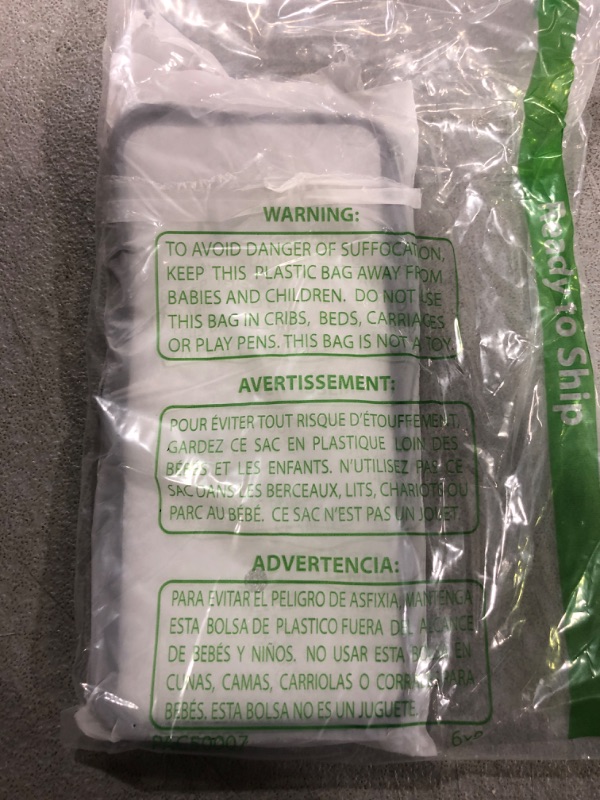 WARNING:
TO AVOID DANGER OF SUFFOCATION,
KEEP THIS PLASTIC BAG AWAY FROM
BABIES AND CHILDREN. DO NOT USE
THIS BAG IN CRIBS, BEDS, CARRIAGES
OR PLAY PENS. THIS BAG IS NOT A TOY.
AVERTISSEMENT:
POUR ÉVITER TOUT RISQUE D'ÉTOUFFEMENT,
GARDEZ CE SAC EN PLASTIQUE LOIN DES
BÉBÉS ET LES ENFANTS. N'UTILISEZ PAS CE
SAC DANS LES BERCEAUX, LITS, CHARIOTS OU
PARC AU BÉBÉ. CE SAC N'EST PAS UN JOUET.
ADVERTENCIA:
PARA EVITAR EL PELIGRO DE ASFIXIA, MANTENGA
ESTA BOLSA DE PLASTICO FUERA DEL ALCANCE
DE BEBÉS Y NIÑOS. NO USAR ESTA BOLSA EN
CUNAS, CAMAS, CARRIOLAS O CORRALES PARA
BEBÉS. ESTA BOLSA NO ES UN JUGUETE.
Ready to Ship